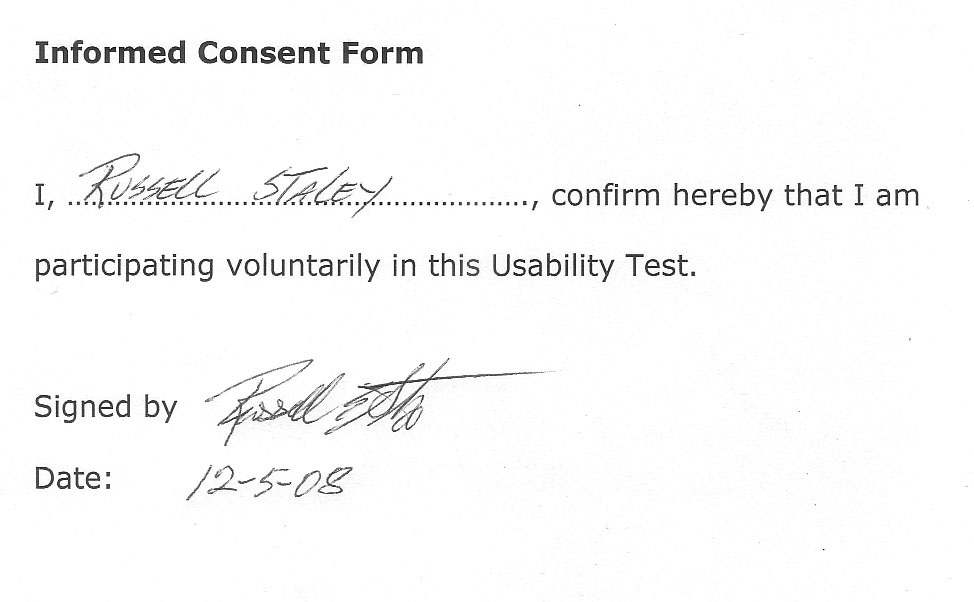 Informed Consent Form
I, RUSSELL STALEY, confirm hereby that I am
participating voluntarily in this Usability Test.
Signed by Russell
Date: 12-5-08